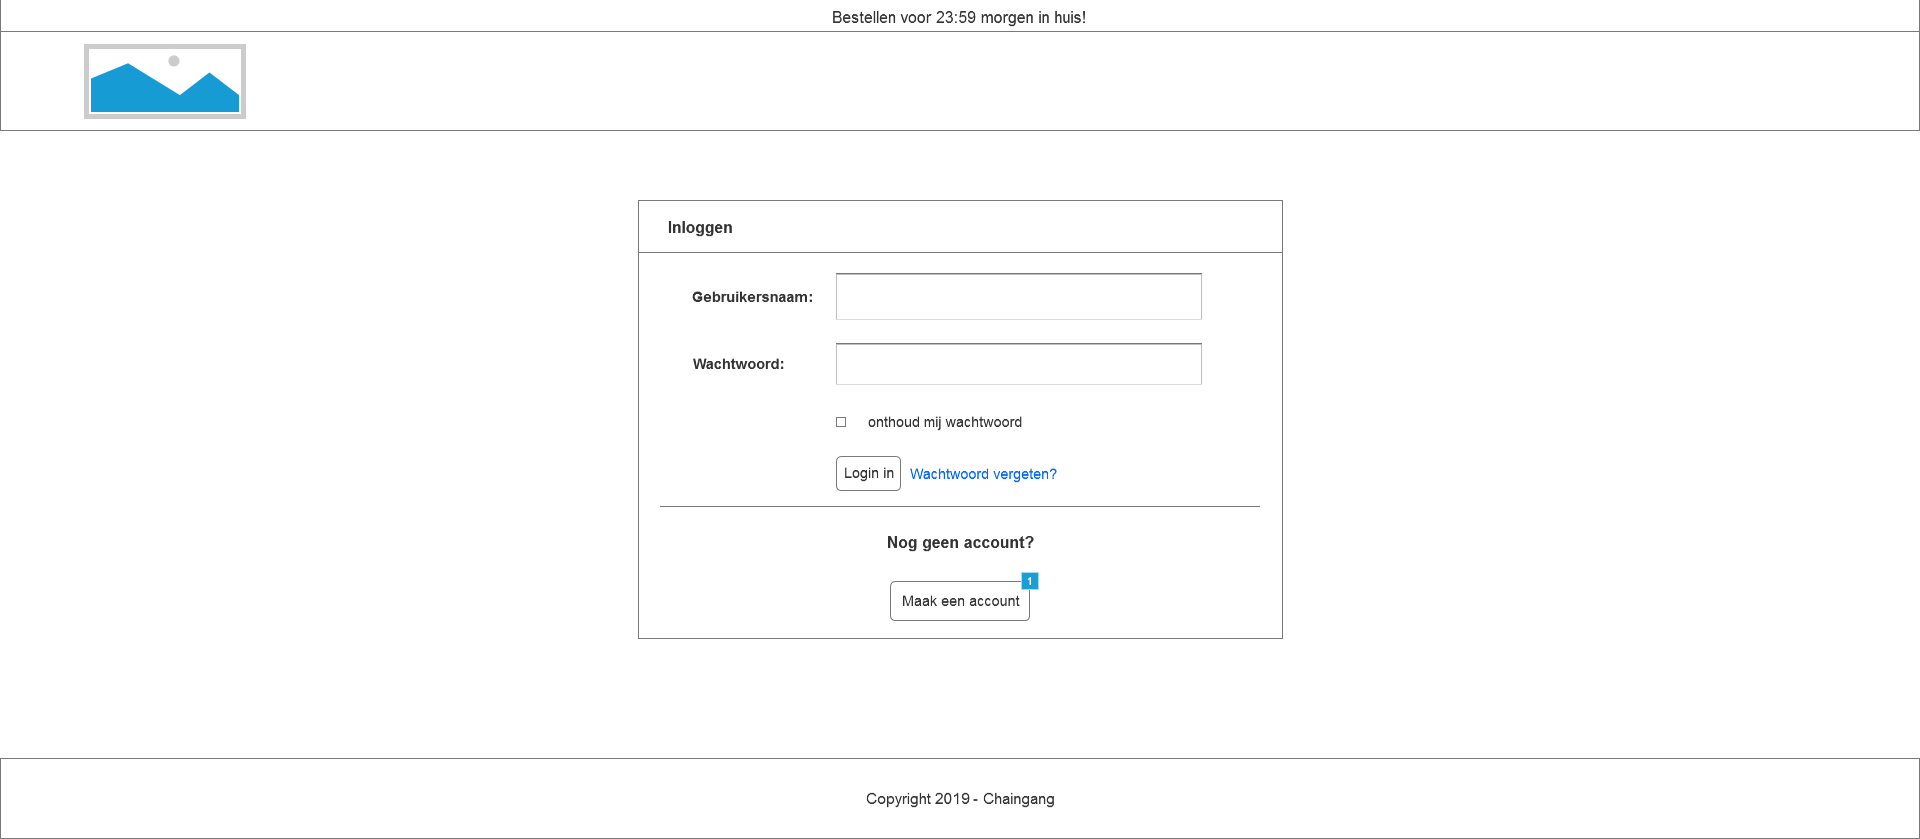 Bestellen voor 23:59 morgen in huis!
Inloggen
Gebruikersnaam:
Wachtwoord:
onthoud mij wachtwoord
Login in Wachtwoord vergeten?
Nog geen account?
1
Maak een account
Copyright 2019 - Chaingang